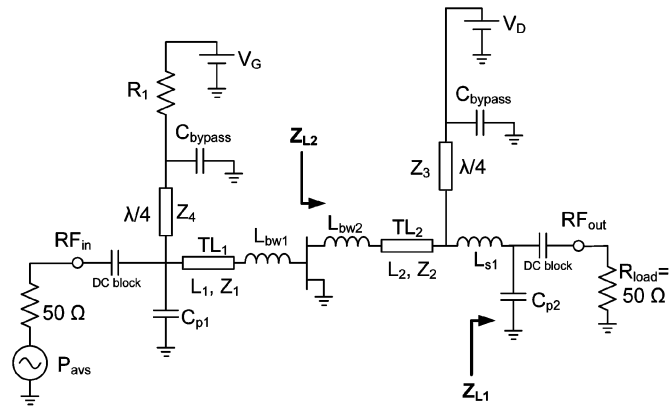 V_G
V_D
R_1
C_bypass
C_bypass
Z_L2
λ/4
Z_4
Z_3
λ/4
RF_in
TL_1
L_bw1
L_bw2
TL_2
RF_out
DC block
L_1, Z_1
L_2, Z_2
L_s1
DC block
R_load=
50 Ω
50 Ω
C_p1
C_p2
P_avs
Z_L1